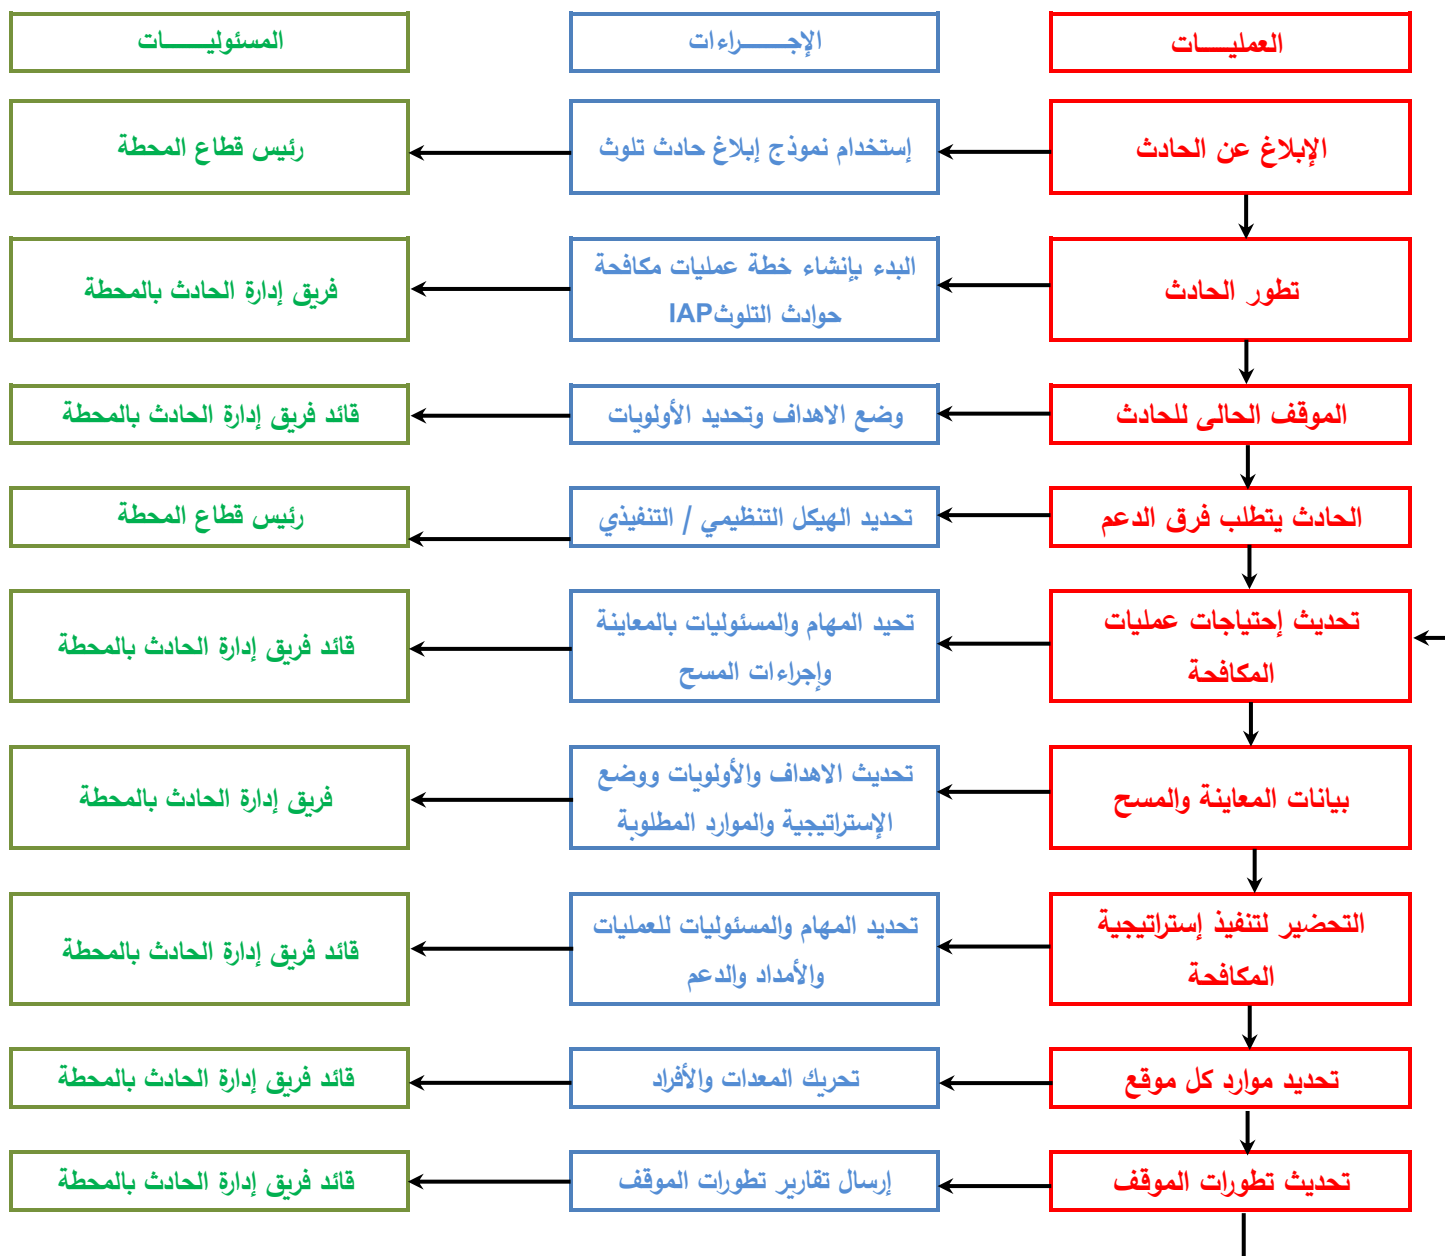 العمليـــــات
الإجــــــــراءات
المسئوليـــــــات
الإبلاغ عن الحادث
إستخدام نموذج إبلاغ حادث تلوث
رئيس قطاع المحطة
تطور الحادث
البدء بإنشاء خطة عمليات مكافحة
حوادث التلوثIAP
فريق إدارة الحادث بالمحطة
الموقف الحالى للحادث
وضع الاهداف وتحديد الأولويات
قائد فريق إدارة الحادث بالمحطة
الحادث يتطلب فرق الدعم
تحديد الهيكل التنظيمي / التنفيذي
رئيس قطاع المحطة
تحديث إحتياجات عمليات
المكافحة
تحيد المهام والمسئوليات بالمعاينة
وإجراءات المسح
قائد فريق إدارة الحادث بالمحطة
بيانات المعاينة والمسح
تحديث الاهداف والأولويات ووضع
الإستراتيجية والموارد المطلوبة
فريق إدارة الحادث بالمحطة
التحضير لتنفيذ إستراتيجية
المكافحة
تحديد المهام والمسئوليات للعمليات
والأمداد والدعم
قائد فريق إدارة الحادث بالمحطة
تحديد موارد كل موقع
تحريك المعدات والأفراد
قائد فريق إدارة الحادث بالمحطة
تحديث تطورات الموقف
إرسال تقارير تطورات الموقف
قائد فريق إدارة الحادث بالمحطة